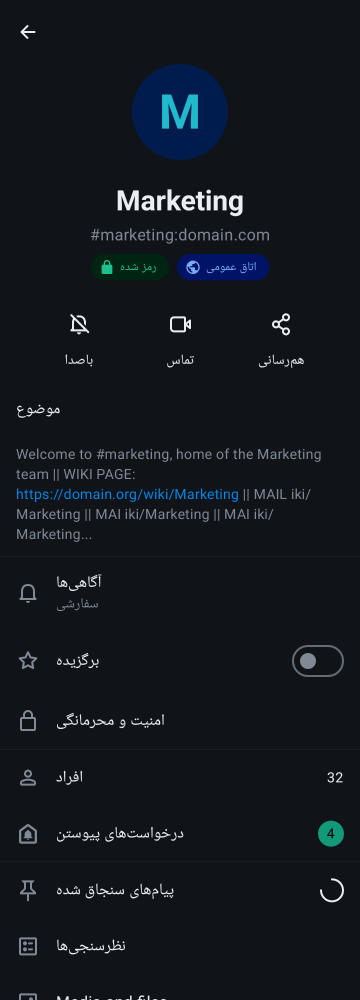 M
Marketing
#marketing:domain.com
رمز شده
اتاق عمومی
باصدا
تماس
هم‌رسانی
موضوع
Welcome to #marketing, home of the Marketing
team || WIKI PAGE:
https://domain.org/wiki/Marketing || MAIL iki/
Marketing || MAI iki/Marketing || MAI iki/
Marketing...
آگاهی‌ها
سفارشی
برگزیده
امنیت و محرمانگی
افراد
32
درخواست‌های پیوستن
4
پیام‌های سنجاق شده
نظرسنجی‌ها
Media and files